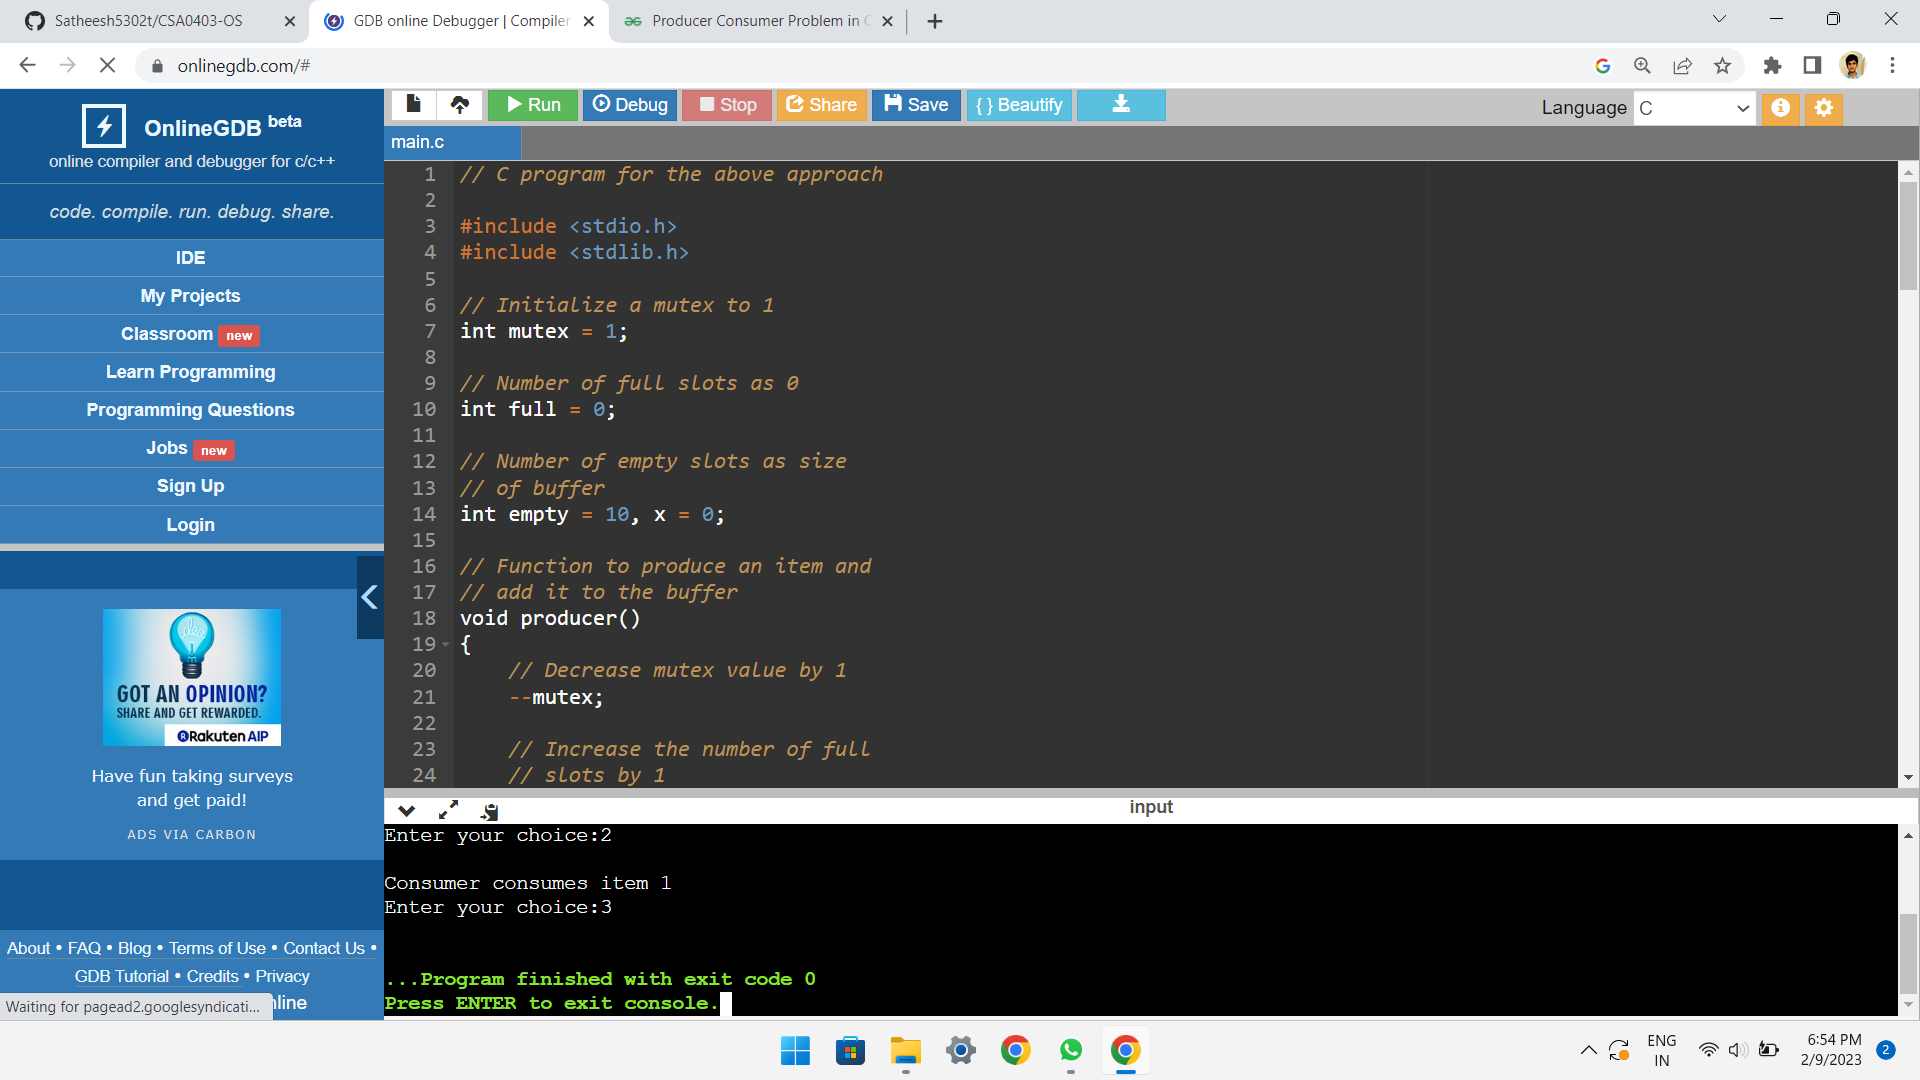 Satheesh5302t/CSA0403-OS
GDB online Debugger | Compiler
Producer Consumer Problem in C
onlinegdb.com/#
OnlineGDB beta
online compiler and debugger for c/c++
code. compile. run. debug. share.
IDE
My Projects
Classroom new
Learn Programming
Programming Questions
Jobs new
Sign Up
Login
GOT AN OPINION?
SHARE AND GET REWARDED.
Rakuten AIP
Have fun taking surveys
and get paid!
ADS VIA CARBON
About • FAQ • Blog • Terms of Use • Contact Us •
GDB Tutorial • Credits • Privacy
Waiting for pagead2.googlesyndicati...
nline
Run Debug Stop Share Save { } Beautify
Language C
main.c
1 // C program for the above approach
2
3 #include <stdio.h>
4 #include <stdlib.h>
5
6 // Initialize a mutex to 1
7 int mutex = 1;
8
9 // Number of full slots as 0
10 int full = 0;
11
12 // Number of empty slots as size
13 // of buffer
14 int empty = 10, x = 0;
15
16 // Function to produce an item and
17 // add it to the buffer
18 void producer()
19 {
20 // Decrease mutex value by 1
21 --mutex;
22
23 // Increase the number of full
24 // slots by 1
input
Enter your choice:2
Consumer consumes item 1
Enter your choice:3
...Program finished with exit code 0
Press ENTER to exit console.
ENG
IN
6:54 PM
2/9/2023
2